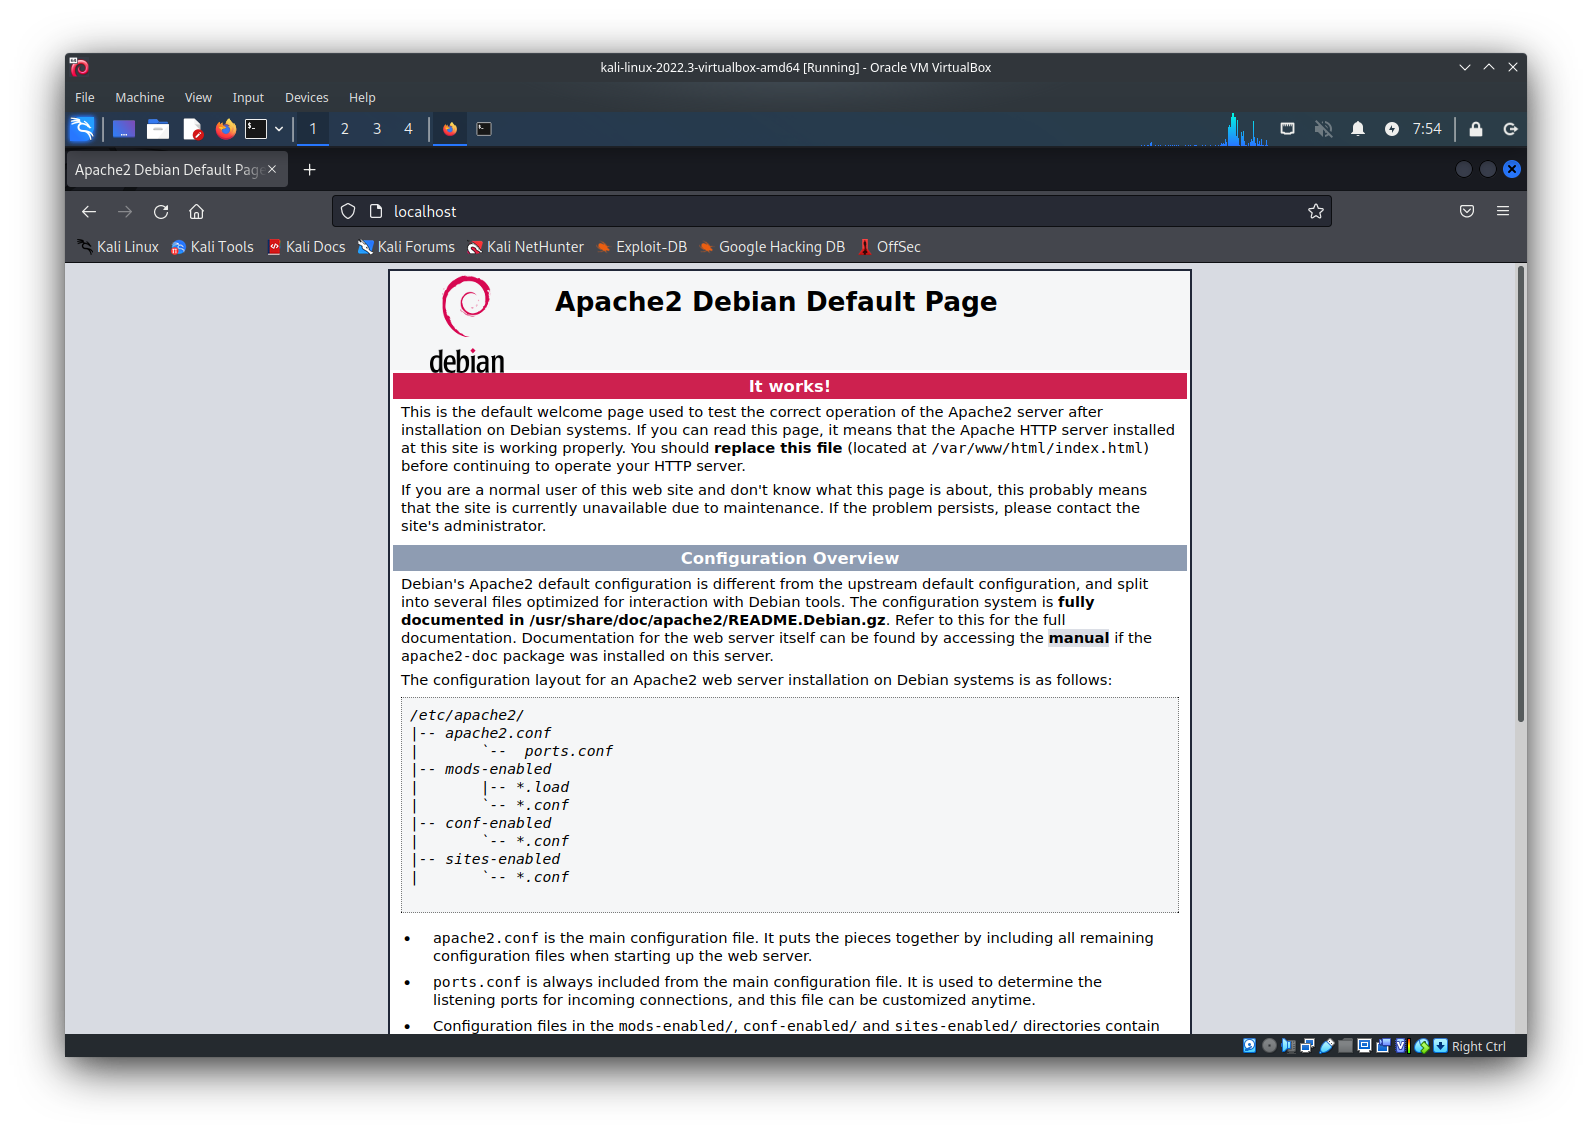 kali-linux-2022.3-virtualbox-amd64 [Running] - Oracle VM VirtualBox
File Machine View Input Devices Help
1 2 3 4 7:54
Apache2 Debian Default Page
localhost
Kali Linux Kali Tools Kali Docs Kali Forums Kali NetHunter Exploit-DB Google Hacking DB OffSec
Apache2 Debian Default Page
debian
It works!
This is the default welcome page used to test the correct operation of the Apache2 server after
installation on Debian systems. If you can read this page, it means that the Apache HTTP server installed
at this site is working properly. You should replace this file (located at /var/www/html/index.html)
before continuing to operate your HTTP server.
If you are a normal user of this web site and don't know what this page is about, this probably means
that the site is currently unavailable due to maintenance. If the problem persists, please contact the
site's administrator.
Configuration Overview
Debian's Apache2 default configuration is different from the upstream default configuration, and split
into several files optimized for interaction with Debian tools. The configuration system is fully
documented in /usr/share/doc/apache2/README.Debian.gz. Refer to this for the full
documentation. Documentation for the web server itself can be found by accessing the manual if the
apache2-doc package was installed on this server.
The configuration layout for an Apache2 web server installation on Debian systems is as follows:
/etc/apache2/
|-- apache2.conf
|       `--  ports.conf
|-- mods-enabled
|       |-- *.load
|       `-- *.conf
|-- conf-enabled
|       `-- *.conf
|-- sites-enabled
|       `-- *.conf
• apache2.conf is the main configuration file. It puts the pieces together by including all remaining
configuration files when starting up the web server.
• ports.conf is always included from the main configuration file. It is used to determine the
listening ports for incoming connections, and this file can be customized anytime.
• Configuration files in the mods-enabled/, conf-enabled/ and sites-enabled/ directories contain
Right Ctrl